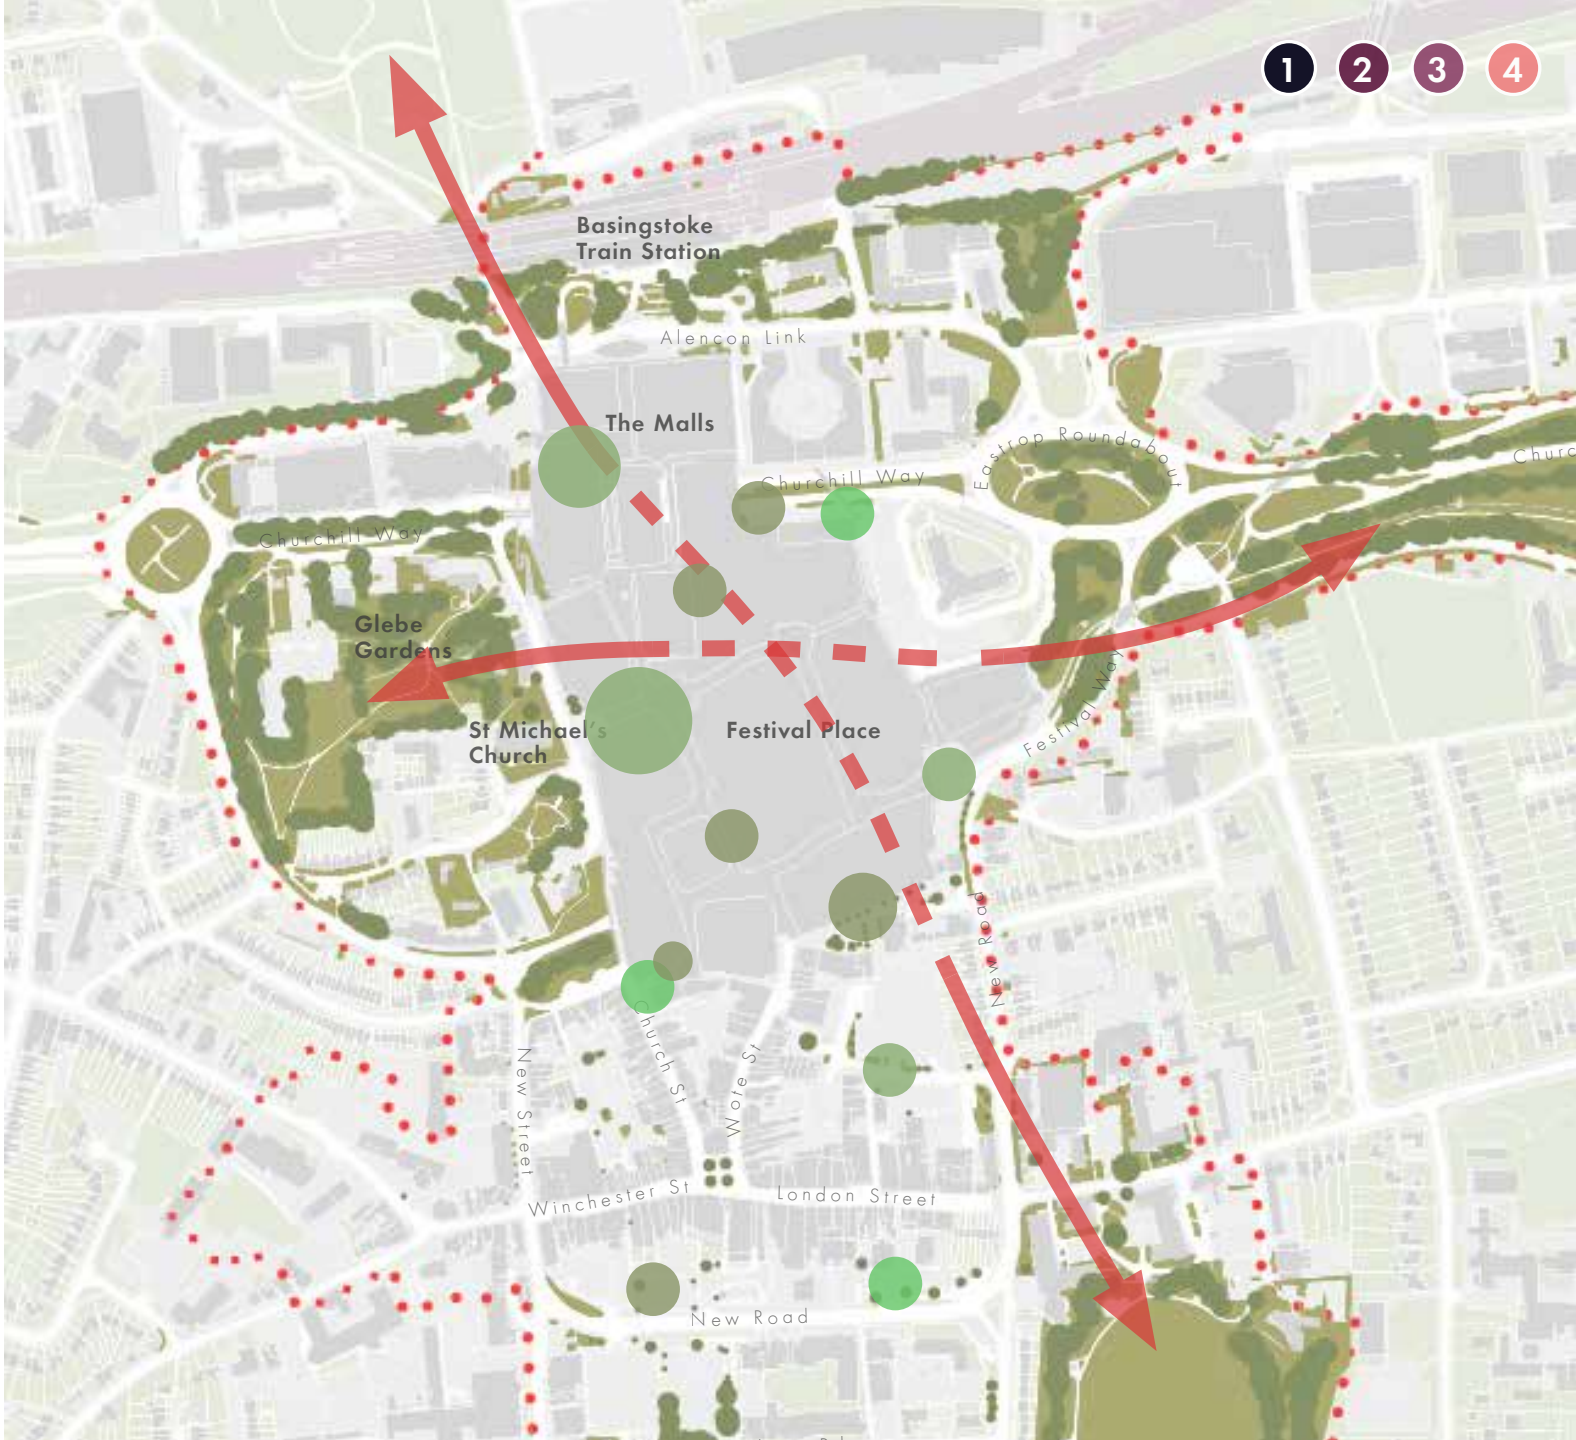 1 2 3 4
Basingstoke
Train Station
Alencon Link
The Malls
Eastrop Roundabout
Churchill Way
Churc
Churchill Way
Glebe
Gardens
St Michael's
Church
Festival Place
Festival Way
New Road
Church St
Wote St
New Street
Winchester St
London Street
New Road